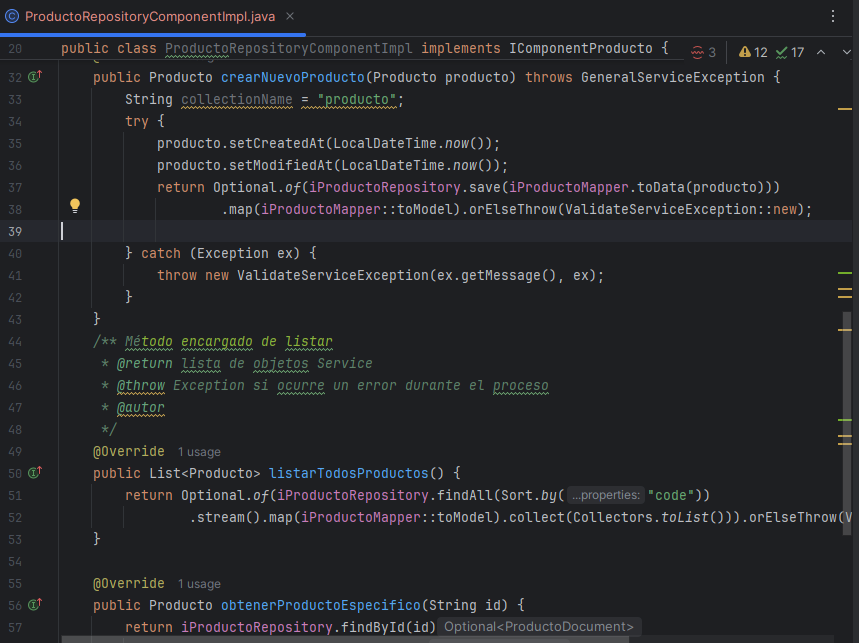 ProductoRepositoryComponentImpl.java
20 public class ProductoRepositoryComponentImpl implements IComponentProducto { 3 12 17
32 public Producto crearNuevoProducto(Producto producto) throws GeneralServiceException {
33 String collectionName = "producto";
34 try {
35 producto.setCreatedAt(LocalDateTime.now());
36 producto.setModifiedAt(LocalDateTime.now());
37 return Optional.of(iProductoRepository.save(iProductoMapper.toData(producto)))
38 .map(iProductoMapper::toModel).orElseThrow(ValidateServiceException::new);
39
40 } catch (Exception ex) {
41 throw new ValidateServiceException(ex.getMessage(), ex);
42 }
43 }
44 /** Método encargado de listar
45 * @return lista de objetos Service
46 * @throw Exception si ocurre un error durante el proceso
47 * @autor
48 */
49 @Override 1 usage
50 public List<Producto> listarTodosProductos() {
51 return Optional.of(iProductoRepository.findAll(Sort.by( ...properties: "code"))
52 .stream().map(iProductoMapper::toModel).collect(Collectors.toList())).orElseThrow(V
53 }
54
55 @Override 1 usage
56 public Producto obtenerProductoEspecifico(String id) {
57 return iProductoRepository.findById(id) Optional<ProductoDocument>